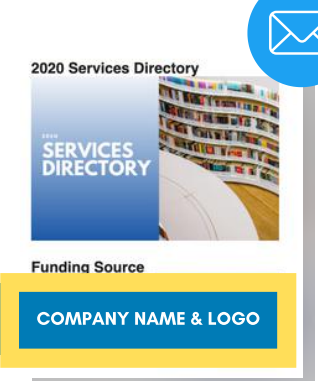 2020 Services Directory
2020
SERVICES
DIRECTORY
Funding Source
COMPANY NAME & LOGO